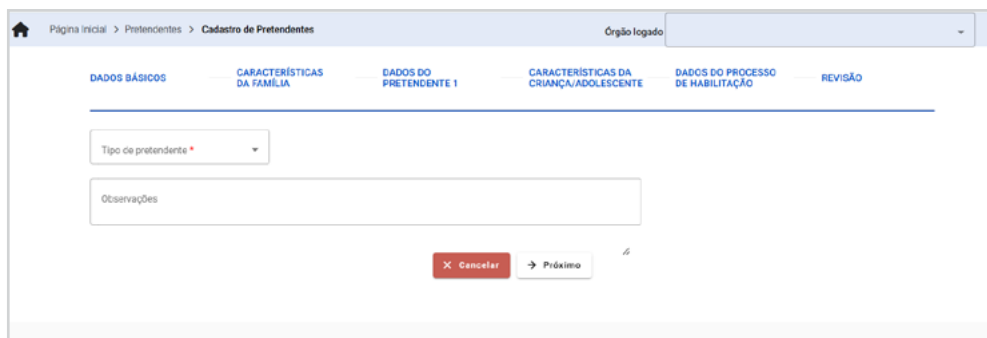 Página Inicial > Pretendentes > Cadastro de Pretendentes
Órgão logado
DADOS BÁSICOS
CARACTERÍSTICAS
DA FAMÍLIA
DADOS DO
PRETENDENTE 1
CARACTERÍSTICAS DA
CRIANÇA/ADOLESCENTE
DADOS DO PROCESSO
DE HABILITAÇÃO
REVISÃO
Tipo de pretendente *
Observações
× Cancelar
→ Próximo